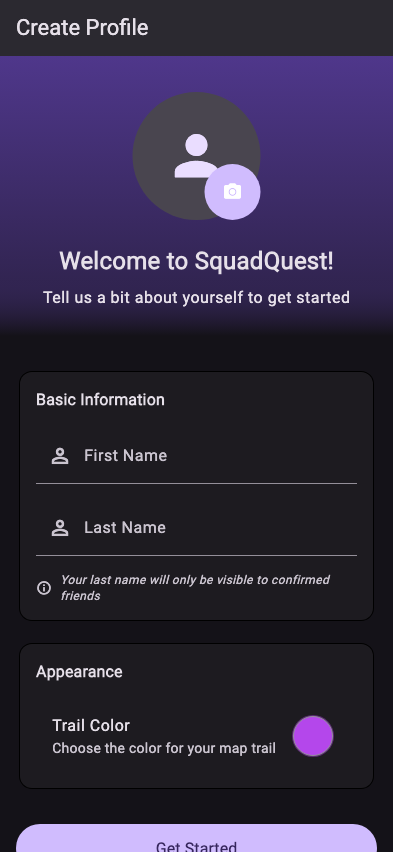 Create Profile
Welcome to SquadQuest!
Tell us a bit about yourself to get started
Basic Information
First Name
Last Name
Your last name will only be visible to confirmed
friends
Appearance
Trail Color
Choose the color for your map trail
Get Started